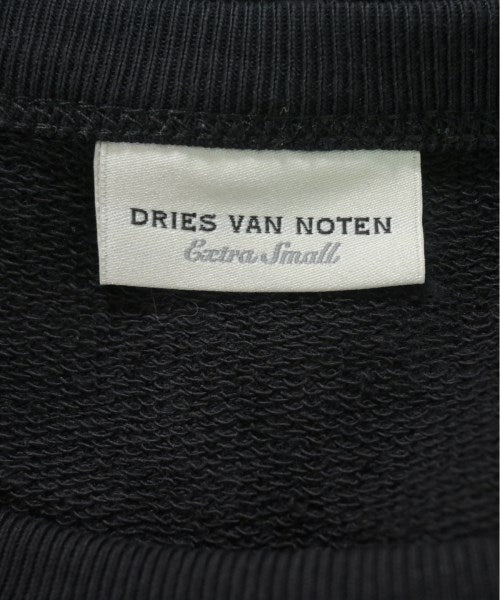 DRIES VAN NOTEN
Extra Small